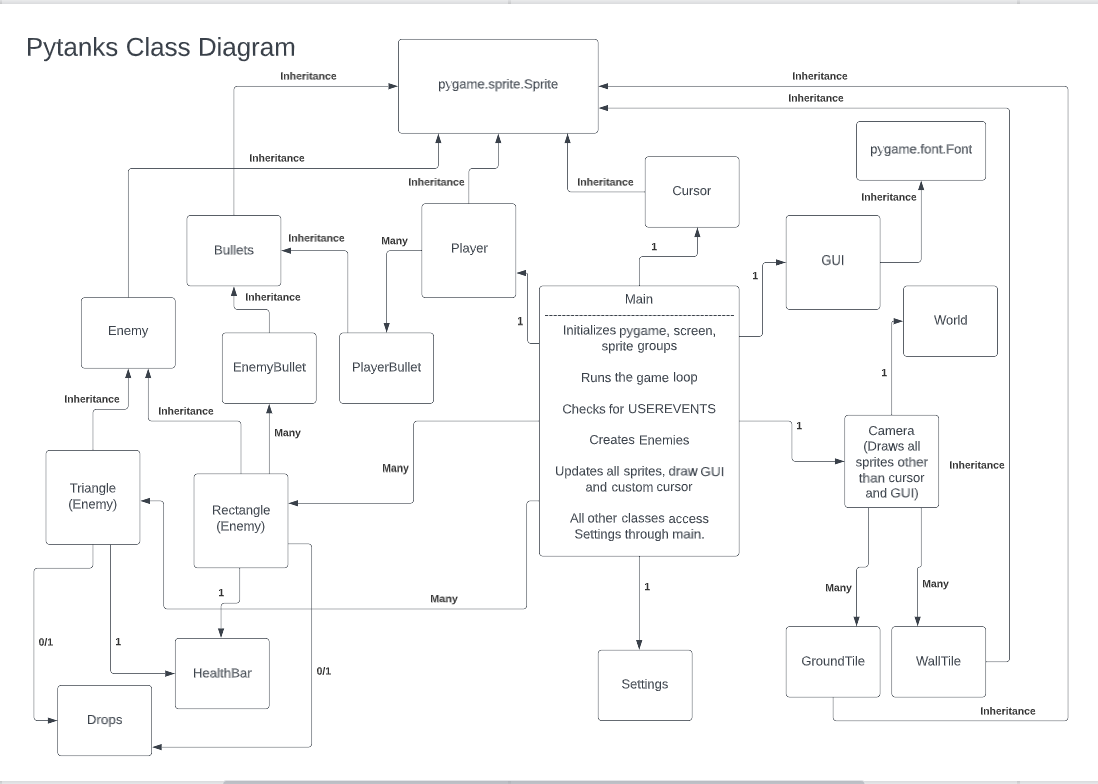 Pytanks Class Diagram
pygame.sprite.Sprite
Inheritance
Inheritance
Inheritance
Inheritance
Inheritance
Inheritance
pygame.font.Font
Inheritance
Cursor
Bullets
Inheritance
Many
Player
1
1
GUI
Inheritance
Enemy
EnemyBullet
PlayerBullet
1
Main
Initializes pygame, screen,
sprite groups
Runs the game loop
Checks for USEREVENTS
Creates Enemies
Updates all sprites, draw GUI
and custom cursor
All other classes access
Settings through main.
World
1
Inheritance
Inheritance
Many
Many
1
Camera
(Draws all
sprites other
than cursor
and GUI)
Inheritance
Triangle
(Enemy)
Rectangle
(Enemy)
Many
1
1
Many
Many
0/1
1
HealthBar
0/1
Drops
Settings
GroundTile
WallTile
Inheritance